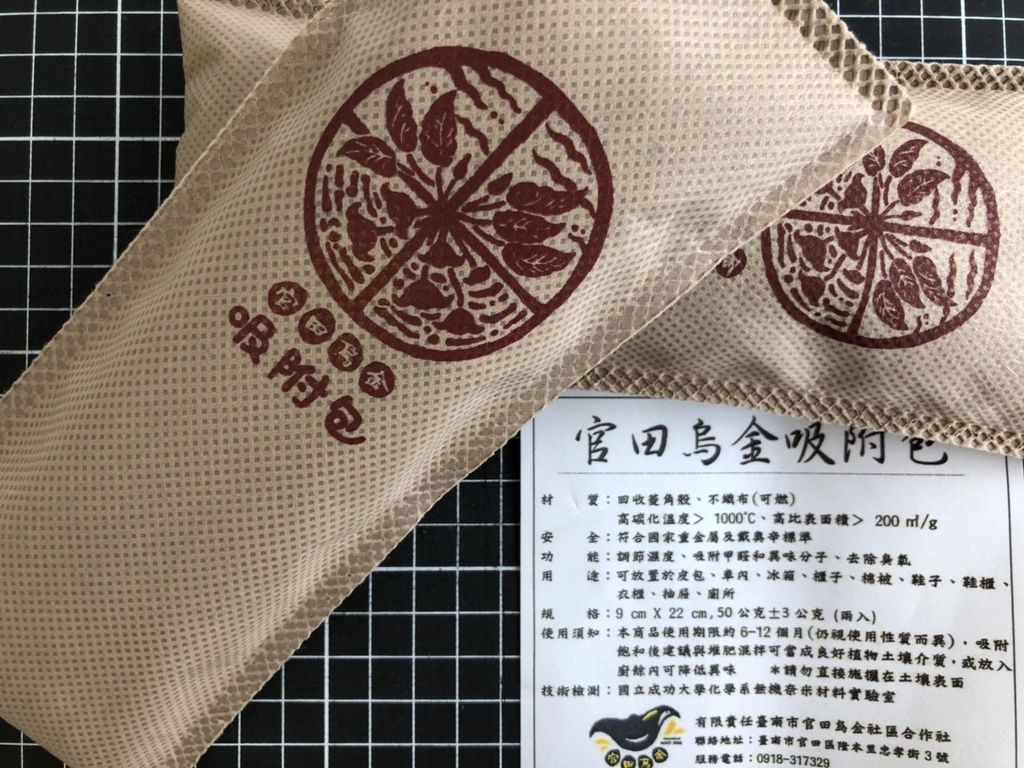 官田烏金
吸附包
官田烏金吸附包
材　　質：回收菱角殼、不織布(可燃)
高碳化溫度＞ 1000℃、高比表面積＞ 200 ㎡/g
安　　全：符合國家重金屬及戴奧辛標準
功　　能：調節濕度、吸附甲醛和異味分子、去除臭氣
用　　途：可放置於皮包、車內、冰箱、櫃子、棉被、鞋子、鞋櫃、
衣櫃、抽屜、廁所
規　　格：9 cm X 22 cm,50 公克±3 公克 (兩入)
使用須知：本商品使用期限約 6-12 個月(仍視使用性質而異)、吸附
飽和後建議與堆肥混拌可當成良好植物土壤介質，或放入
廚餘內可降低異味　　*請勿直接施灑在土壤表面
技術檢測：國立成功大學化學系無機奈米材料實驗室
有限責任臺南市官田烏金社區合作社
聯絡地址：臺南市官田區隆本里忠孝街 3 號
服務電話：0918-317329
官田烏金